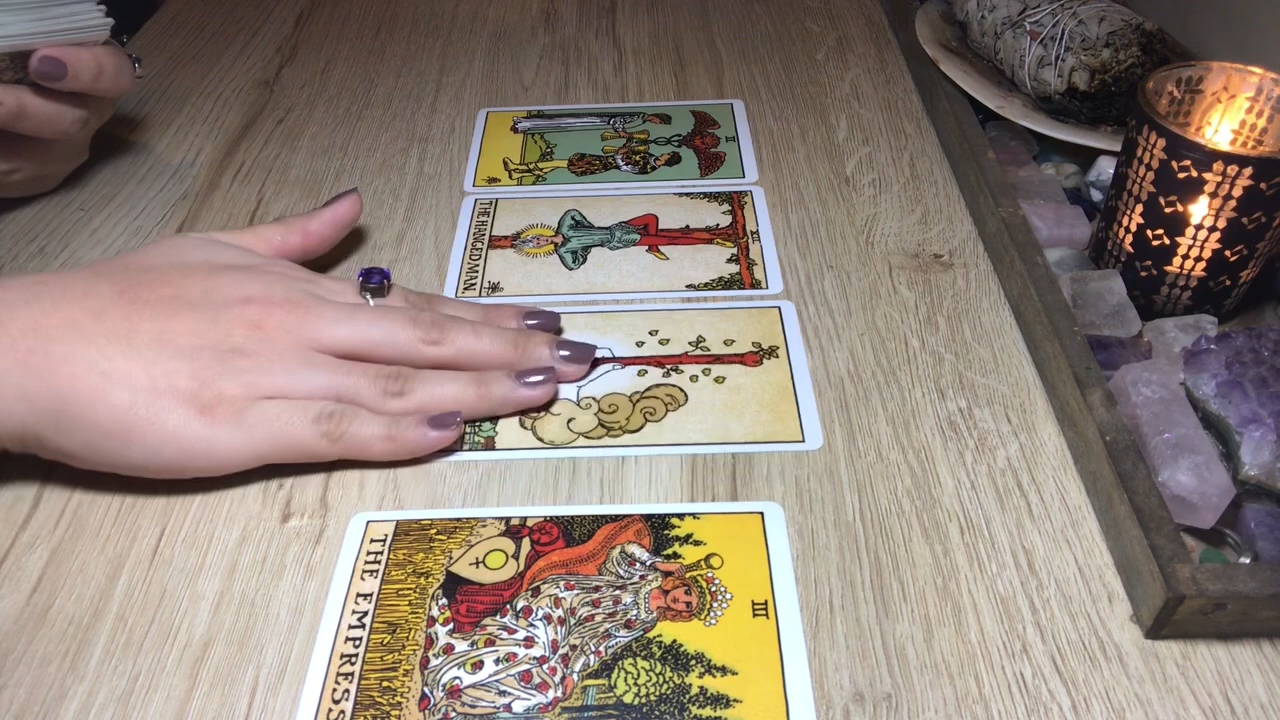 II
THE HANGED MAN.
XII
THE EMPRESS
III